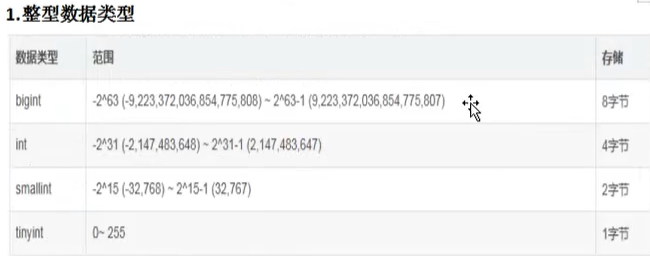 1.整型数据类型
数据类型 范围 存储
bigint -2^63 (-9,223,372,036,854,775,808) ~ 2^63-1 (9,223,372,036,854,775,807) 8字节
int -2^31 (-2,147,483,648) ~ 2^31-1 (2,147,483,647) 4字节
smallint -2^15 (-32,768) ~ 2^15-1 (32,767) 2字节
tinyint 0~ 255 1字节